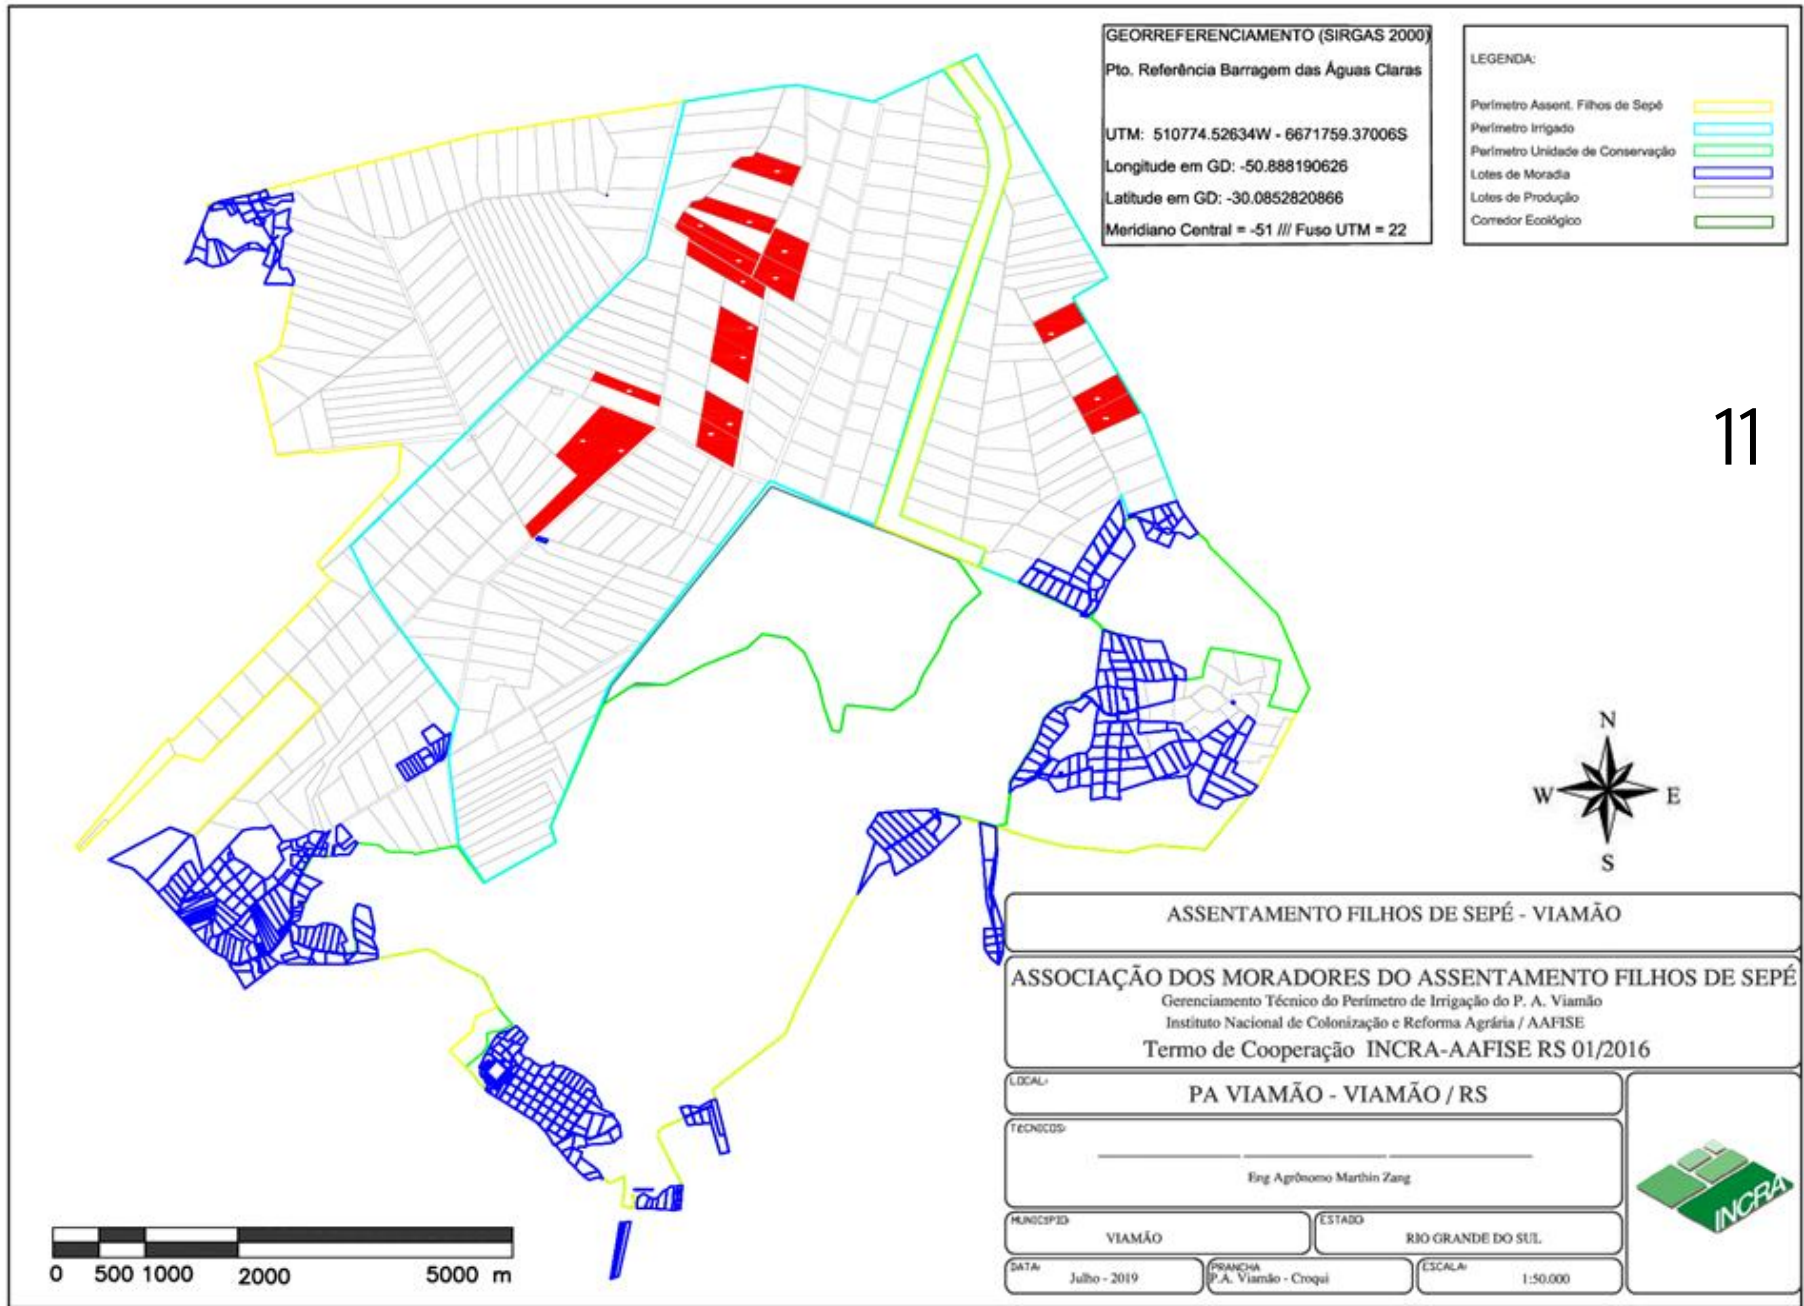 GEORREFERENCIAMENTO (SIRGAS 2000)
Pto. Referência Barragem das Águas Claras
UTM: 510774.52634W - 6671759.37006S
Longitude em GD: -50.888190626
Latitude em GD: -30.0852820866
Meridiano Central = -51 /// Fuso UTM = 22
LEGENDA:
Perímetro Assent. Filhos de Sepé
Perímetro Irrigado
Perímetro Unidade de Conservação
Lotes de Moradia
Lotes de Produção
Corredor Ecológico
11
N
W
E
S
ASSENTAMENTO FILHOS DE SEPÉ - VIAMÃO
ASSOCIAÇÃO DOS MORADORES DO ASSENTAMENTO FILHOS DE SEPÉ
Gerenciamento Técnico do Perímetro de Irrigação do P. A. Viamão
Instituto Nacional de Colonização e Reforma Agrária / AAFISE
Termo de Cooperação INCRA-AAFISE RS 01/2016
LOCAL:
PA VIAMÃO - VIAMÃO / RS
TÉCNICOS:
Eng Agrônomo Marthin Zang
MUNICÍPIO:
VIAMÃO
ESTADO:
RIO GRANDE DO SUL
DATA:
Julho - 2019
PRANCHA
P.A. Viamão - Croqui
ESCALA:
1:50.000
INCRA
0 500 1000 2000 5000 m